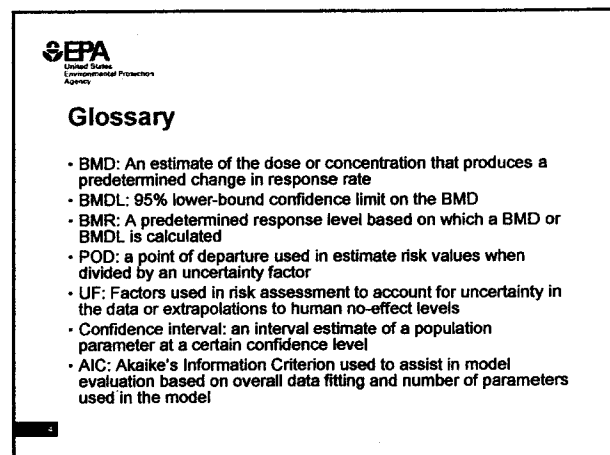 EPA
United States
Environmental Protection
Agency
Glossary
• BMD: An estimate of the dose or concentration that produces a
predetermined change in response rate
• BMDL: 95% lower-bound confidence limit on the BMD
• BMR: A predetermined response level based on which a BMD or
BMDL is calculated
• POD: a point of departure used in estimate risk values when
divided by an uncertainty factor
• UF: Factors used in risk assessment to account for uncertainty in
the data or extrapolations to human no-effect levels
• Confidence interval: an interval estimate of a population
parameter at a certain confidence level
• AIC: Akaike's Information Criterion used to assist in model
evaluation based on overall data fitting and number of parameters
used in the model
4